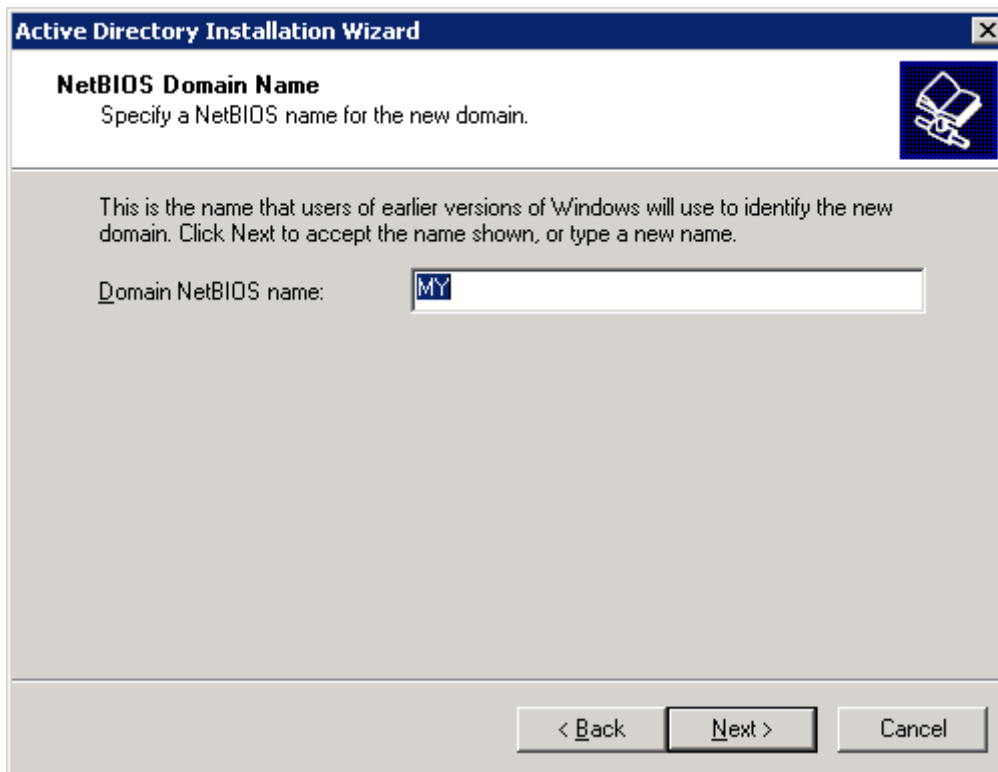 Active Directory Installation Wizard
NetBIOS Domain Name
Specify a NetBIOS name for the new domain.
This is the name that users of earlier versions of Windows will use to identify the new
domain. Click Next to accept the name shown, or type a new name.
Domain NetBIOS name: MY
< Back Next > Cancel